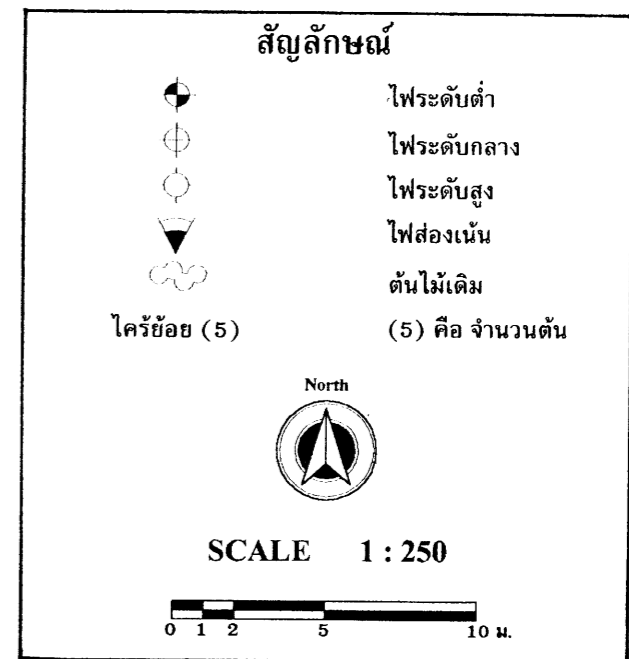 สัญลักษณ์
ไฟระดับต่ำ
ไฟระดับกลาง
ไฟระดับสูง
ไฟส่องเน้น
ต้นไม้เดิม
ไคร้ย้อย (5) (5) คือ จำนวนต้น
North
SCALE 1 : 250
0 1 2 5 10 ม.